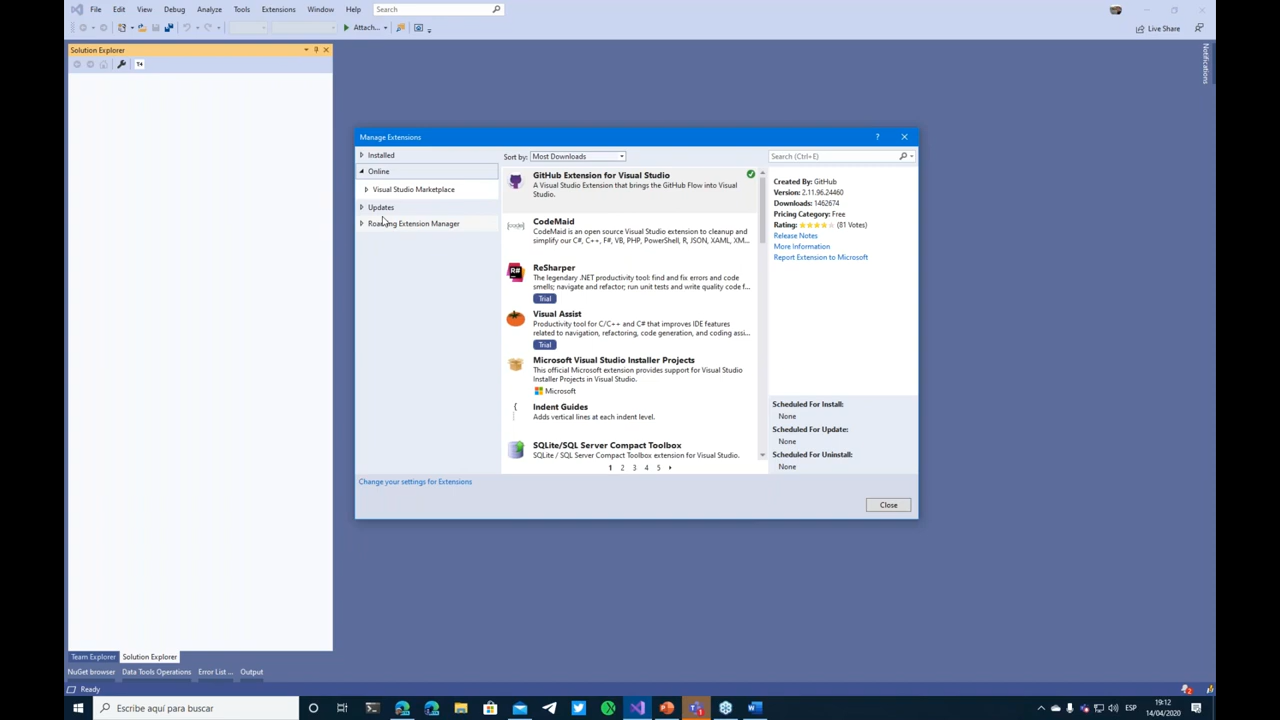 File Edit View Debug Analyze Tools Extensions Window Help Search
Attach...
Live Share
Notifications
Solution Explorer
Manage Extensions
Installed
Online
Visual Studio Marketplace
Updates
Roaming Extension Manager
Sort by: Most Downloads
Search (Ctrl+E)
GitHub Extension for Visual Studio
A Visual Studio Extension that brings the GitHub Flow into Visual
Studio.
CodeMaid
CodeMaid is an open source Visual Studio extension to cleanup and
simplify our C#, C++, F#, VB, PHP, PowerShell, R, JSON, XAML, XM...
ReSharper
The legendary .NET productivity tool: find and fix errors and code
smells; navigate and refactor; run unit tests and write quality code f...
Trial
Visual Assist
Productivity tool for C/C++ and C# that improves IDE features
related to navigation, refactoring, code generation, and coding assi...
Trial
Microsoft Visual Studio Installer Projects
This official Microsoft extension provides support for Visual Studio
Installer Projects in Visual Studio.
Microsoft
Indent Guides
Adds vertical lines at each indent level.
SQLite/SQL Server Compact Toolbox
SQLite / SQL Server Compact Toolbox extension for Visual Studio.
1 2 3 4 5
Created By: GitHub
Version: 2.11.96.24460
Downloads: 1462674
Pricing Category: Free
Rating: (81 Votes)
Release Notes
More Information
Report Extension to Microsoft
Scheduled For Install:
None
Scheduled For Update:
None
Scheduled For Uninstall:
None
Change your settings for Extensions
Close
Team Explorer Solution Explorer
NuGet browser Data Tools Operations Error List ... Output
Ready
Escribe aquí para buscar
ESP
19:12
14/04/2020